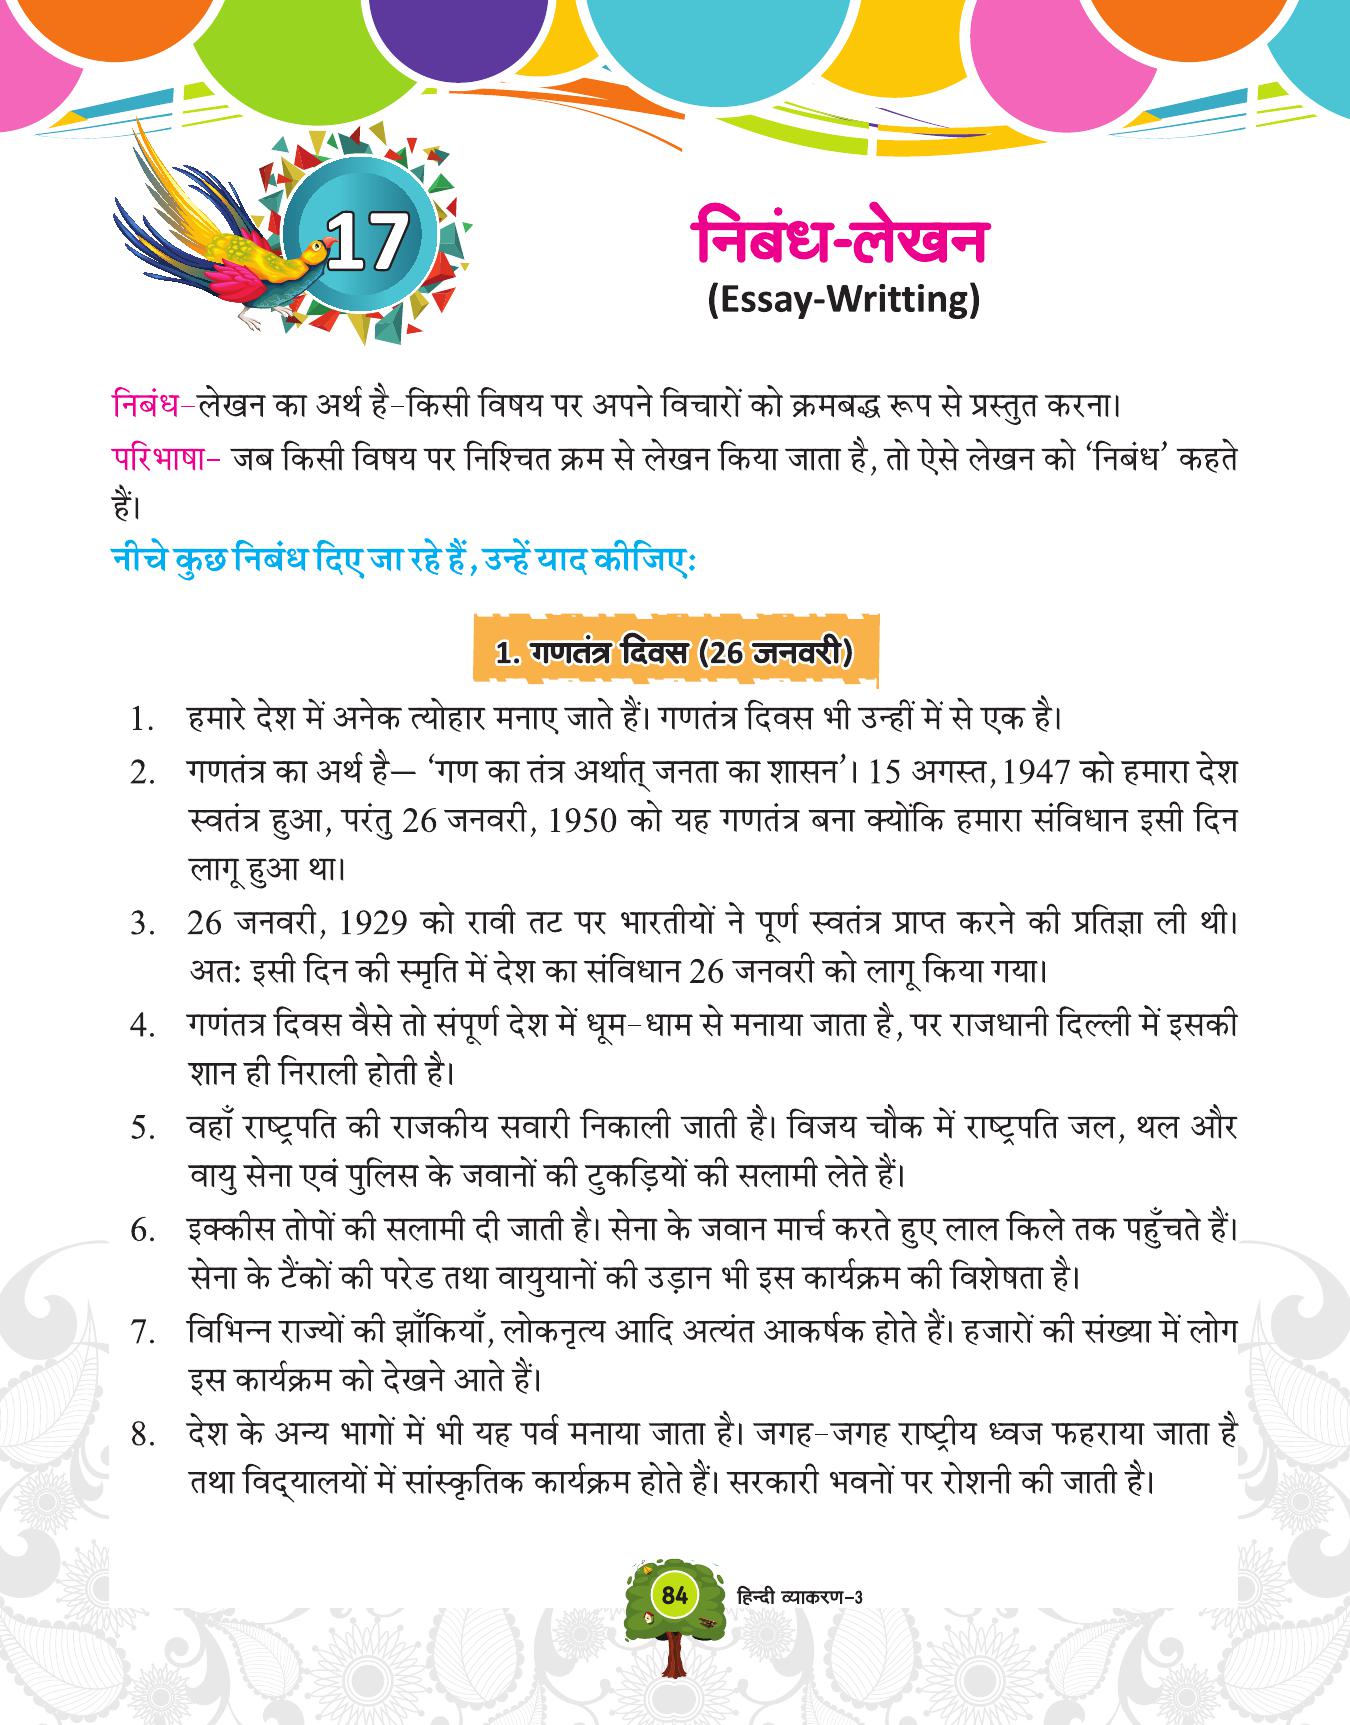 17
निबंध-लेखन
(Essay-Writting)
निबंध-लेखन का अर्थ है-किसी विषय पर अपने विचारों को क्रमबद्ध रूप से प्रस्तुत करना।
परिभाषा- जब किसी विषय पर निश्चित क्रम से लेखन किया जाता है, तो ऐसे लेखन को ‘निबंध’ कहते
हैं।
नीचे कुछ निबंध दिए जा रहे हैं, उन्हें याद कीजिए:
1. गणतंत्र दिवस (26 जनवरी)
1. हमारे देश में अनेक त्योहार मनाए जाते हैं। गणतंत्र दिवस भी उन्हीं में से एक है।
2. गणतंत्र का अर्थ है— ‘गण का तंत्र अर्थात् जनता का शासन’। 15 अगस्त, 1947 को हमारा देश
स्वतंत्र हुआ, परंतु 26 जनवरी, 1950 को यह गणतंत्र बना क्योंकि हमारा संविधान इसी दिन
लागू हुआ था।
3. 26 जनवरी, 1929 को रावी तट पर भारतीयों ने पूर्ण स्वतंत्र प्राप्त करने की प्रतिज्ञा ली थी।
अत: इसी दिन की स्मृति में देश का संविधान 26 जनवरी को लागू किया गया।
4. गणंतत्र दिवस वैसे तो संपूर्ण देश में धूम-धाम से मनाया जाता है, पर राजधानी दिल्ली में इसकी
शान ही निराली होती है।
5. वहाँ राष्ट्रपति की राजकीय सवारी निकाली जाती है। विजय चौक में राष्ट्रपति जल, थल और
वायु सेना एवं पुलिस के जवानों की टुकड़ियों की सलामी लेते हैं।
6. इक्कीस तोपों की सलामी दी जाती है। सेना के जवान मार्च करते हुए लाल किले तक पहुँचते हैं।
सेना के टैंकों की परेड तथा वायुयानों की उड़ान भी इस कार्यक्रम की विशेषता है।
7. विभिन्न राज्यों की झाँकियाँ, लोकनृत्य आदि अत्यंत आकर्षक होते हैं। हजारों की संख्या में लोग
इस कार्यक्रम को देखने आते हैं।
8. देश के अन्य भागों में भी यह पर्व मनाया जाता है। जगह-जगह राष्ट्रीय ध्वज फहराया जाता है
तथा विद्‌यालयों में सांस्कृतिक कार्यक्रम होते हैं। सरकारी भवनों पर रोशनी की जाती है।
84 हिन्दी व्याकरण-3